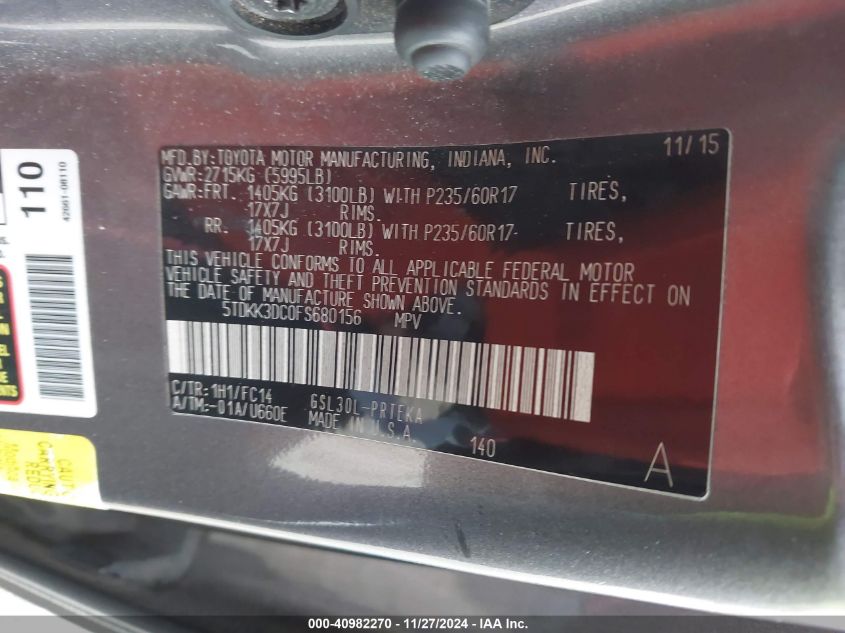 MFD. BY: TOYOTA MOTOR MANUFACTURING, INDIANA, INC. 11/15
GVWR: 2715KG (5995LB)
GAWR: FRT. 1405KG (3100LB) WITH P235/60R17 TIRES,
17X7J RIMS.
RR. 1405KG (3100LB) WITH P235/60R17 TIRES,
17X7J RIMS.
THIS VEHICLE CONFORMS TO ALL APPLICABLE FEDERAL MOTOR
VEHICLE SAFETY AND THEFT PREVENTION STANDARDS IN EFFECT ON
THE DATE OF MANUFACTURE SHOWN ABOVE.
5TDKK3DC0FS680156 MPV
C/TR: 1H1/FC14 GSL30L-PRTEKA
A/TM: -01A/U660E MADE IN U.S.A.
140
A
110
42661-08110
000-40982270 - 11/27/2024 - IAA Inc.